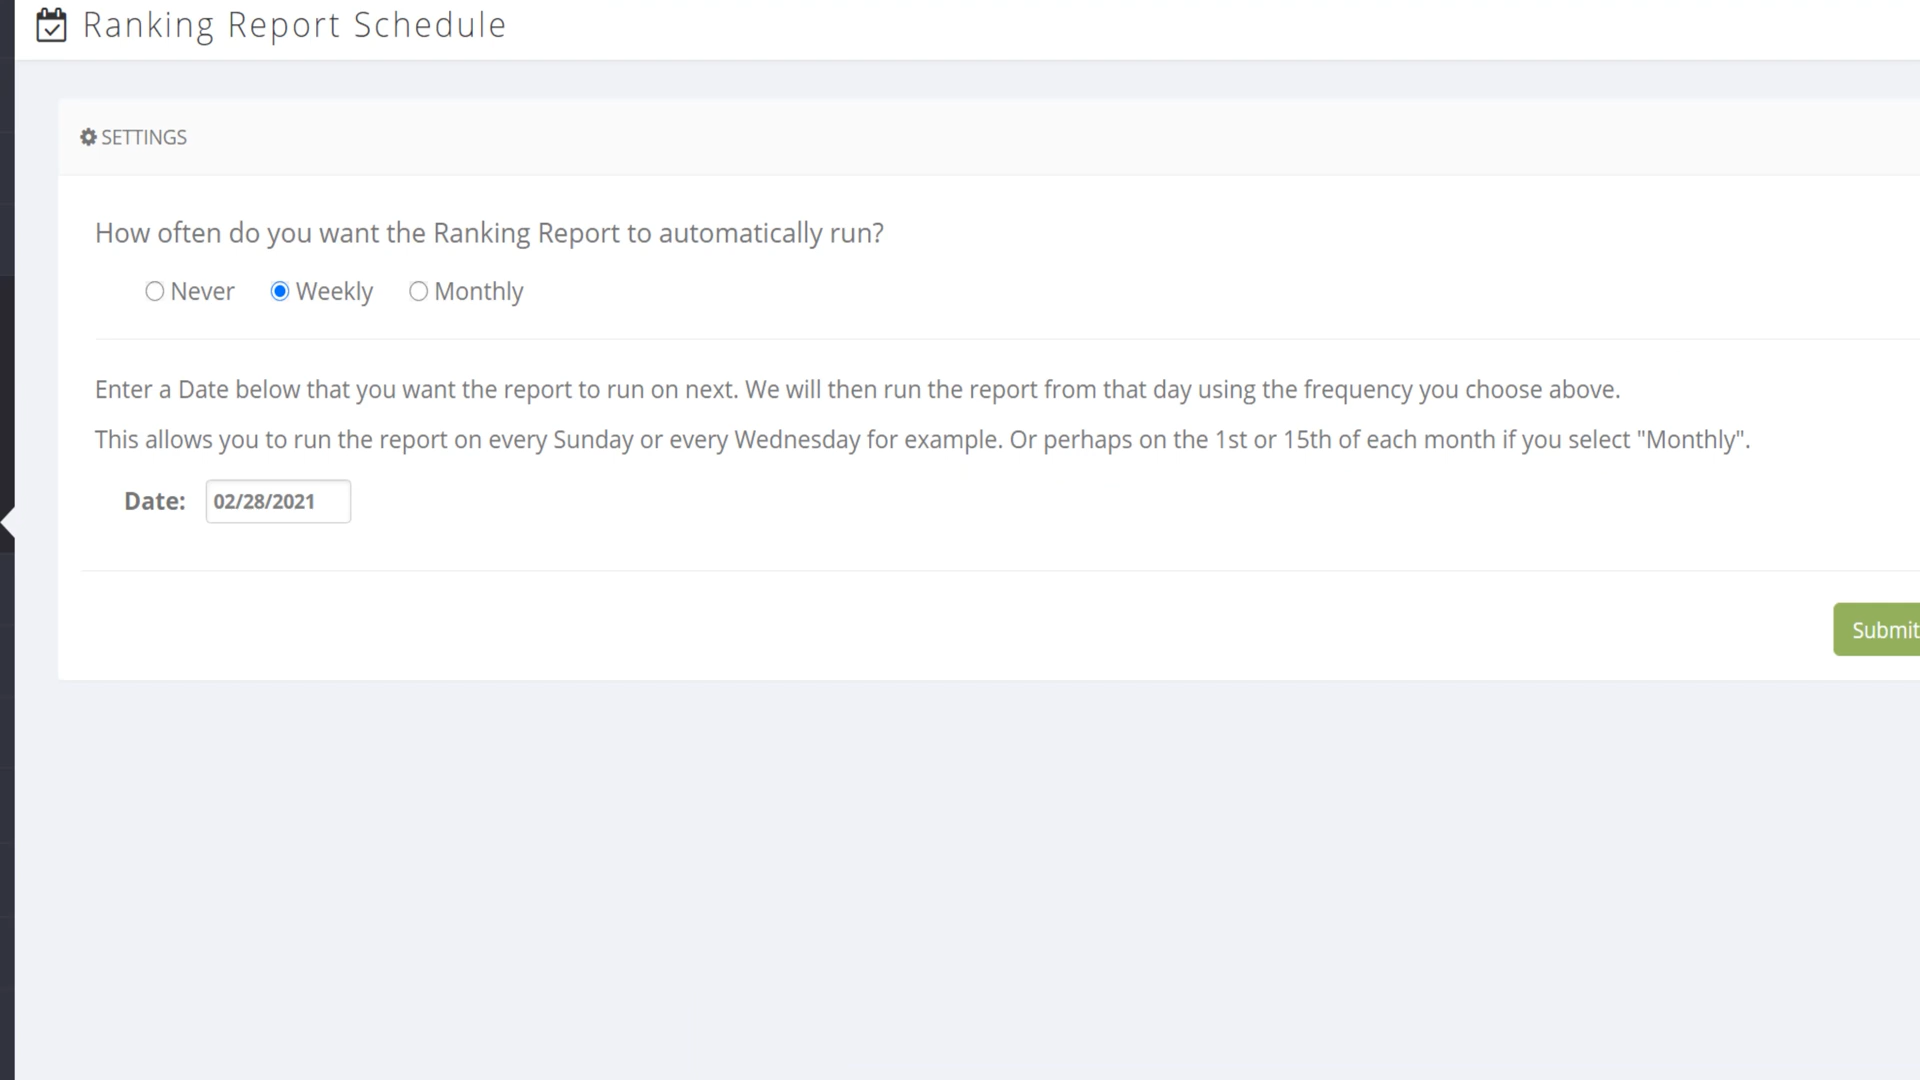 Ranking Report Schedule
SETTINGS
How often do you want the Ranking Report to automatically run?
Never Weekly Monthly
Enter a Date below that you want the report to run on next. We will then run the report from that day using the frequency you choose above.
This allows you to run the report on every Sunday or every Wednesday for example. Or perhaps on the 1st or 15th of each month if you select "Monthly".
Date: 02/28/2021
Submit